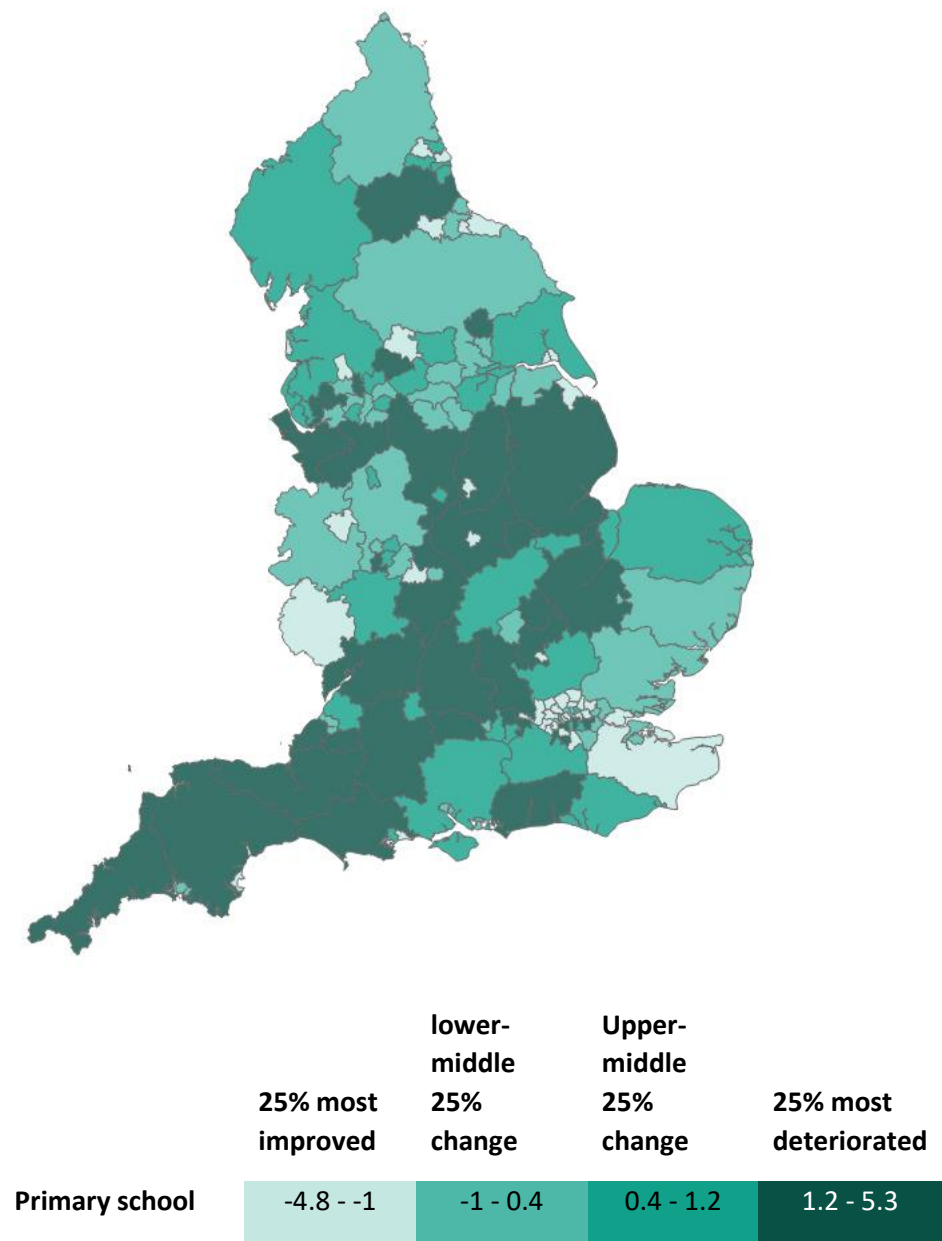 lower- Upper-
middle middle
25% most 25% 25% 25% most
improved change change deteriorated
Primary school -4.8 - -1 -1 - 0.4 0.4 - 1.2 1.2 - 5.3